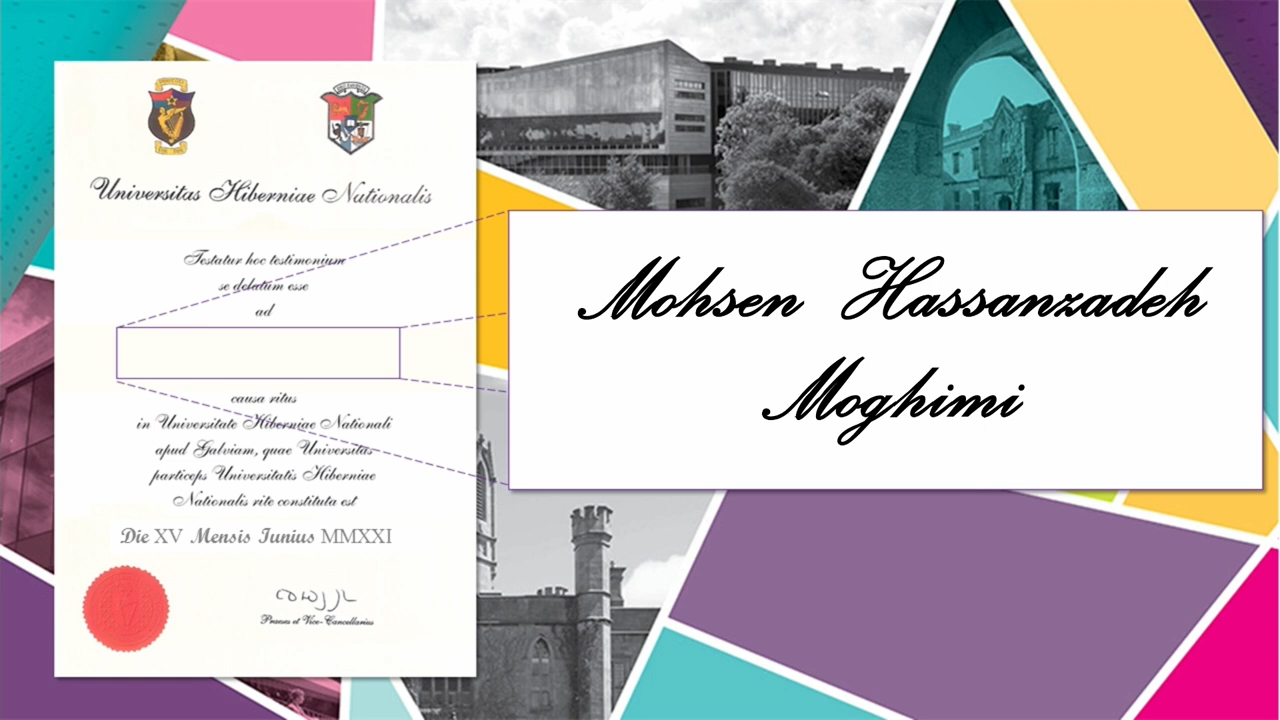 Universitas Hiberniae Nationalis
Testatur hoc testimonium
se delatum esse
ad
Mohsen Hassanzadeh
Moghimi
causa ritus
in Universitate Hiberniae Nationali
apud Galviam, quae Universitas
particeps Universitatis Hiberniae
Nationalis rite constituta est
Die XV Mensis Iunius MMXXI
Praeses et Vice-Cancellarius